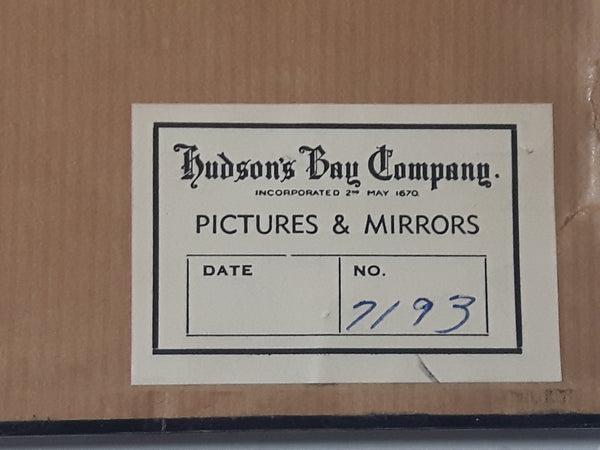 Hudson's Bay Company.
INCORPORATED 2ND MAY 1670.
PICTURES & MIRRORS
DATE NO.
7193